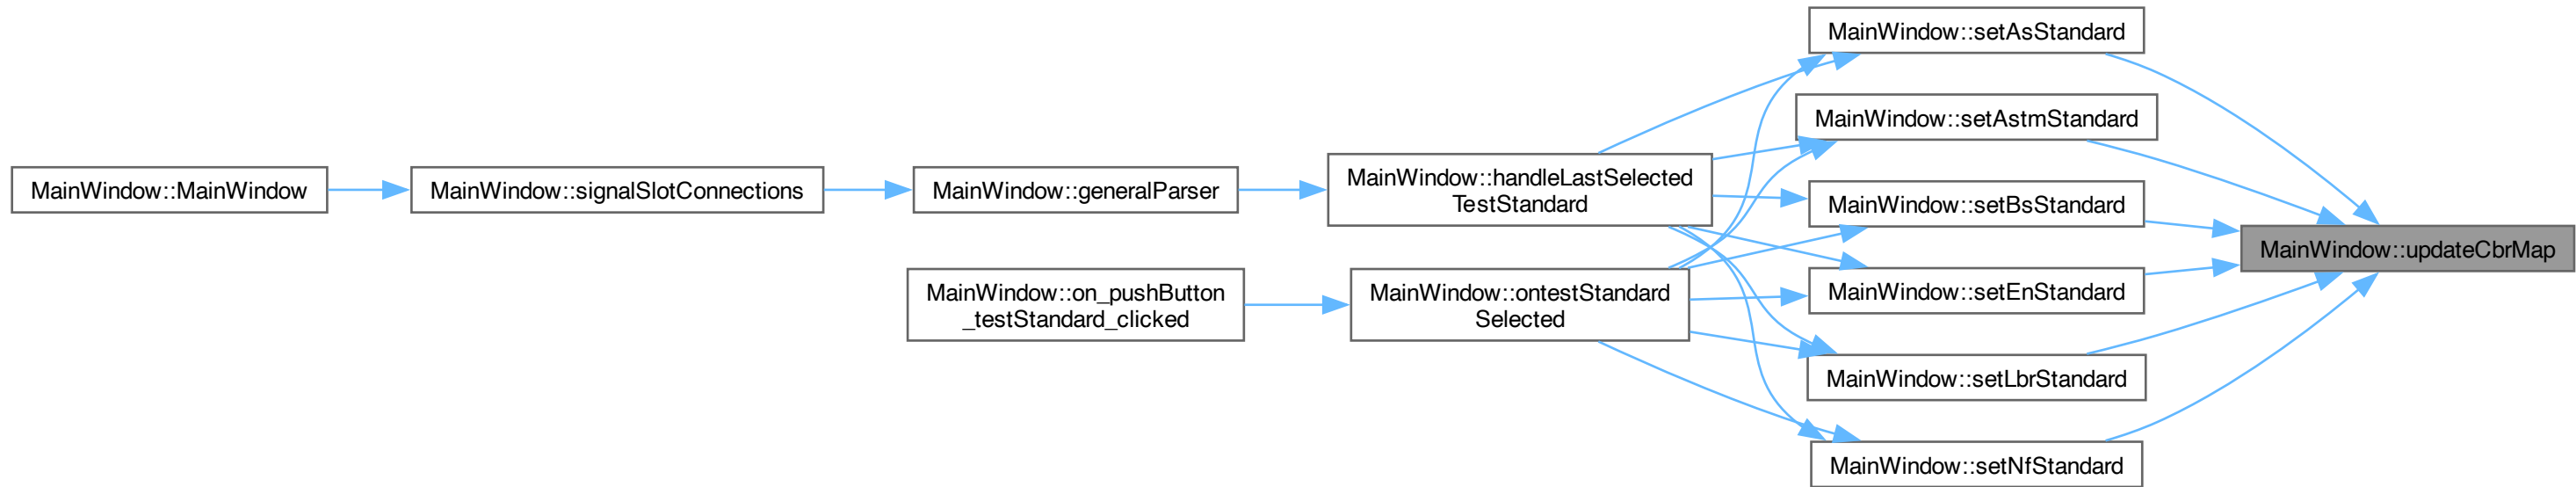 MainWindow::MainWindow
MainWindow::signalSlotConnections
MainWindow::generalParser
MainWindow::on_pushButton
_testStandard_clicked
MainWindow::handleLastSelected
TestStandard
MainWindow::ontestStandard
Selected
MainWindow::setAsStandard
MainWindow::setAstmStandard
MainWindow::setBsStandard
MainWindow::setEnStandard
MainWindow::setLbrStandard
MainWindow::setNfStandard
MainWindow::updateCbrMap